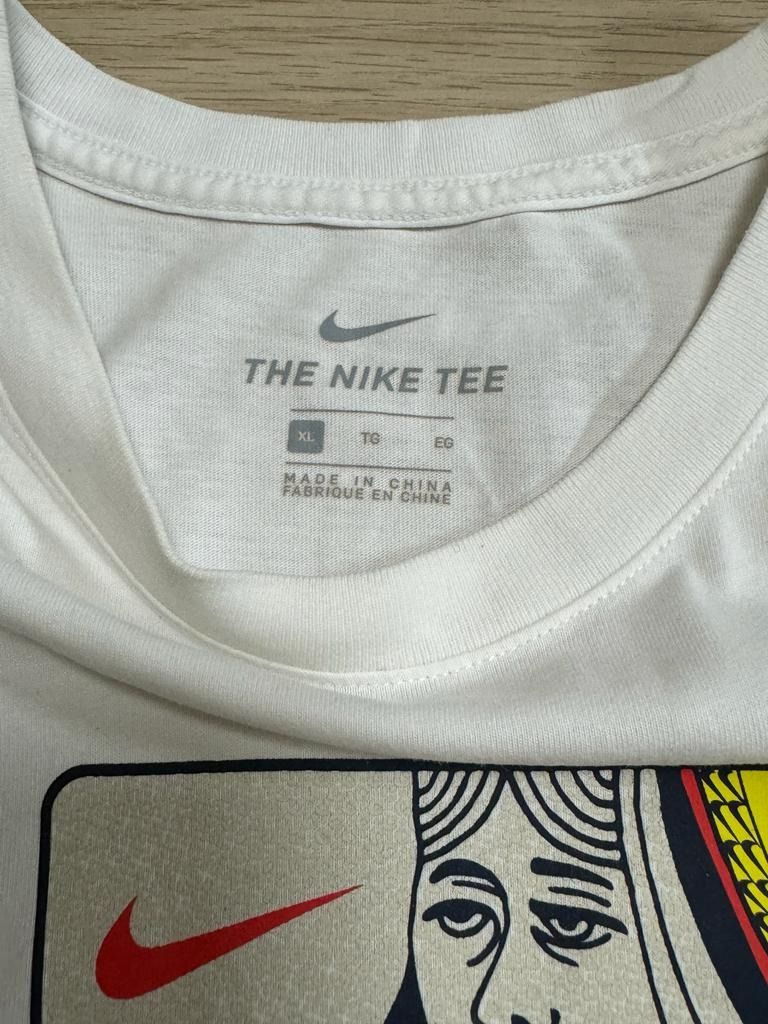 THE NIKE TEE
XL TG EG
MADE IN CHINA
FABRIQUE EN CHINE